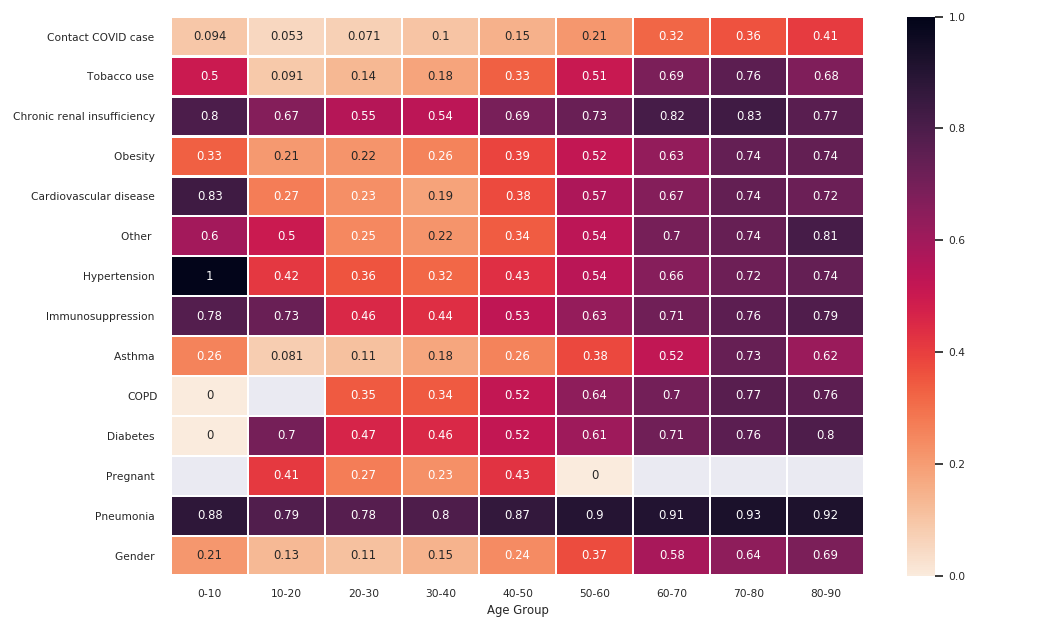 Contact COVID case 0.094 0.053 0.071 0.1 0.15 0.21 0.32 0.36 0.41
Tobacco use 0.5 0.091 0.14 0.18 0.33 0.51 0.69 0.76 0.68
Chronic renal insufficiency 0.8 0.67 0.55 0.54 0.69 0.73 0.82 0.83 0.77
Obesity 0.33 0.21 0.22 0.26 0.39 0.52 0.63 0.74 0.74
Cardiovascular disease 0.83 0.27 0.23 0.19 0.38 0.57 0.67 0.74 0.72
Other 0.6 0.5 0.25 0.22 0.34 0.54 0.7 0.74 0.81
Hypertension 1 0.42 0.36 0.32 0.43 0.54 0.66 0.72 0.74
Immunosuppression 0.78 0.73 0.46 0.44 0.53 0.63 0.71 0.76 0.79
Asthma 0.26 0.081 0.11 0.18 0.26 0.38 0.52 0.73 0.62
COPD 0 0.35 0.34 0.52 0.64 0.7 0.77 0.76
Diabetes 0 0.7 0.47 0.46 0.52 0.61 0.71 0.76 0.8
Pregnant 0.41 0.27 0.23 0.43 0
Pneumonia 0.88 0.79 0.78 0.8 0.87 0.9 0.91 0.93 0.92
Gender 0.21 0.13 0.11 0.15 0.24 0.37 0.58 0.64 0.69
0-10 10-20 20-30 30-40 40-50 50-60 60-70 70-80 80-90
Age Group
1.0
0.8
0.6
0.4
0.2
0.0